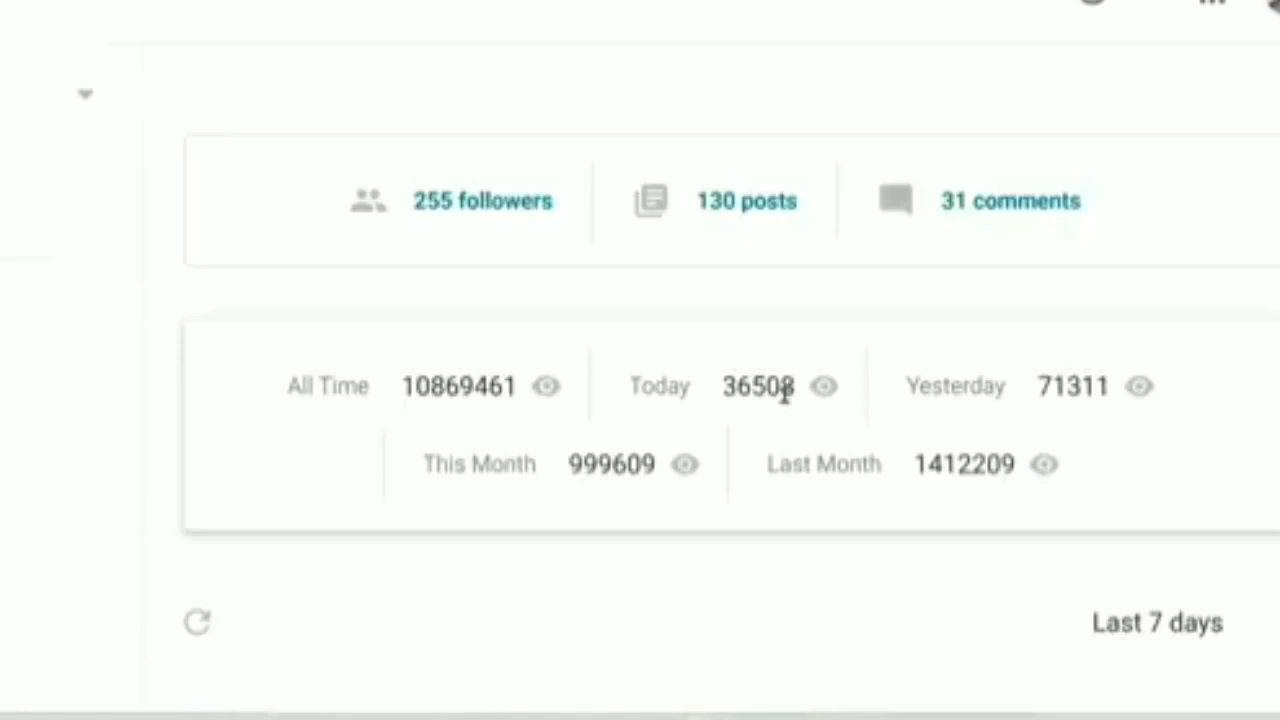 255 followers 130 posts 31 comments
All Time 10869461 Today 36508 Yesterday 71311
This Month 999609 Last Month 1412209
Last 7 days